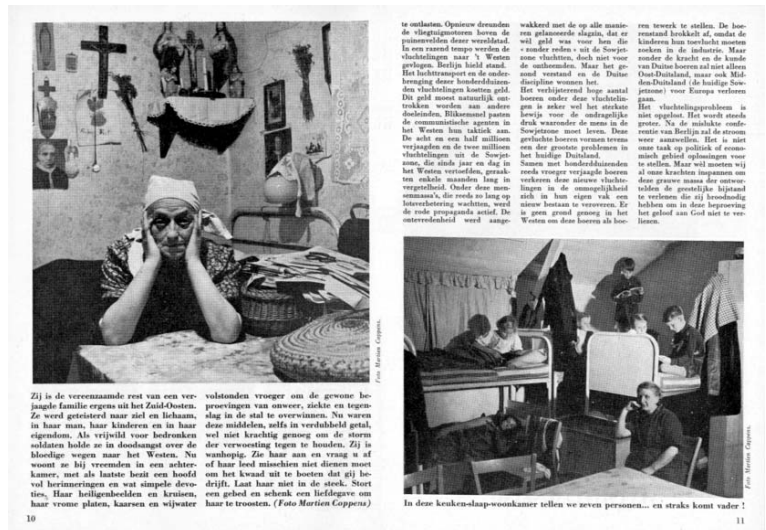 Zij is de vereenzaamde rest van een ver-
jaagde familie ergens uit het Zuid-Oosten.
Ze werd geteisterd naar ziel en lichaam,
in haar man, haar kinderen en in haar
eigendom. Als vrijwild voor bedronken
soldaten holde ze in doodsangst over de
bloedige wegen naar het Westen. Nu
woont ze bij vreemden in een achter-
kamer, met als laatste bezit een hoofd
vol herinneringen en wat simpele devo-
ties. Haar heiligenbeelden en kruisen,
haar vrome platen, kaarsen en wijwater
volstonden vroeger om de gewone be-
proevingen van onweer, ziekte en tegen-
slag in de stal te overwinnen. Nu waren
deze middelen, zelfs in verdubbeld getal,
wel niet krachtig genoeg om de storm
der verwoesting tegen te houden. Zij is
wanhopig. Zie haar aan en vraag u af
of haar leed misschien niet dienen moet
om het kwaad uit te boeten dat gij be-
drijft. Laat haar niet in de steek. Stort
een gebed en schenk een liefdegave om
haar te troosten. (Foto Martien Coppens)
Foto Martien Coppens.
10
te ontlasten. Opnieuw dreunden
de vliegtuigmotoren boven de
puinenvelden dezer wereldstad.
In een razend tempo werden de
vluchtelingen naar 't Westen
gevlogen. Berlijn hield stand.
Het luchttransport en de onder-
brenging dezer honderdduizen-
den vluchtelingen kostten geld.
Dit geld moest natuurlijk ont-
trokken worden aan andere
doeleinden. Bliksemsnel pasten
de communistische agenten in
het Westen hun taktiek aan.
De acht en een half millioen
verjaagden en de twee millioen
vluchtelingen uit de Sowjet-
zone, die sinds jaar en dag in
het Westen vertoefden, geraak-
ten enkele maanden lang in
vergetelheid. Onder deze men-
senmassa's, die reeds zo lang op
lotsverbetering wachtten, werd
de rode propaganda actief. De
ontevredenheid werd aange-
wakkerd met de op alle manie-
ren gelanceerde slagzin, dat er
wèl geld was voor hen die
« zonder reden » uit de Sowjet-
zone vluchtten, doch niet voor
de ontheemden. Maar het ge-
zond verstand en de Duitse
discipline wonnen het.
Het verbijsterend hoge aantal
boeren onder deze vluchtelin-
gen is zeker wel het sterkste
bewijs voor de ondragelijke
druk waaronder de mens in de
Sowjetzone moet leven. Deze
gevluchte boeren vormen tevens
een der grootste problemen in
het huidige Duitsland.
Samen met honderdduizenden
reeds vroeger verjaagde boeren
verkeren deze nieuwe vluchte-
lingen in de onmogelijkheid
zich in hun eigen vak een
nieuw bestaan te veroveren. Er
is geen grond genoeg in het
Westen om deze boeren als boe-
ren tewerk te stellen. De boe-
renstand brokkelt af, omdat de
kinderen hun toevlucht moeten
zoeken in de industrie. Maar
zonder de kracht en de kunde
van Duitse boeren zal niet alleen
Oost-Duitsland, maar ook Mid-
den-Duitsland (de huidige Sow-
jetzone) voor Europa verloren
gaan.
Het vluchtelingsprobleem is
niet opgelost. Het wordt steeds
groter. Na de mislukte confe-
rentie van Berlijn zal de stroom
weer aanwellen. Het is niet
onze taak op politiek of econo-
misch gebied oplossingen voor
te stellen. Maar wèl moeten wij
al onze krachten inspannen om
deze grauwe massa der ontwor-
telden de geestelijke bijstand
te verlenen die zij broodnodig
hebben om in deze beproeving
het geloof aan God niet te ver-
liezen.
Foto Martien Coppens.
In deze keuken-slaap-woonkamer tellen we zeven personen... en straks komt vader !
11